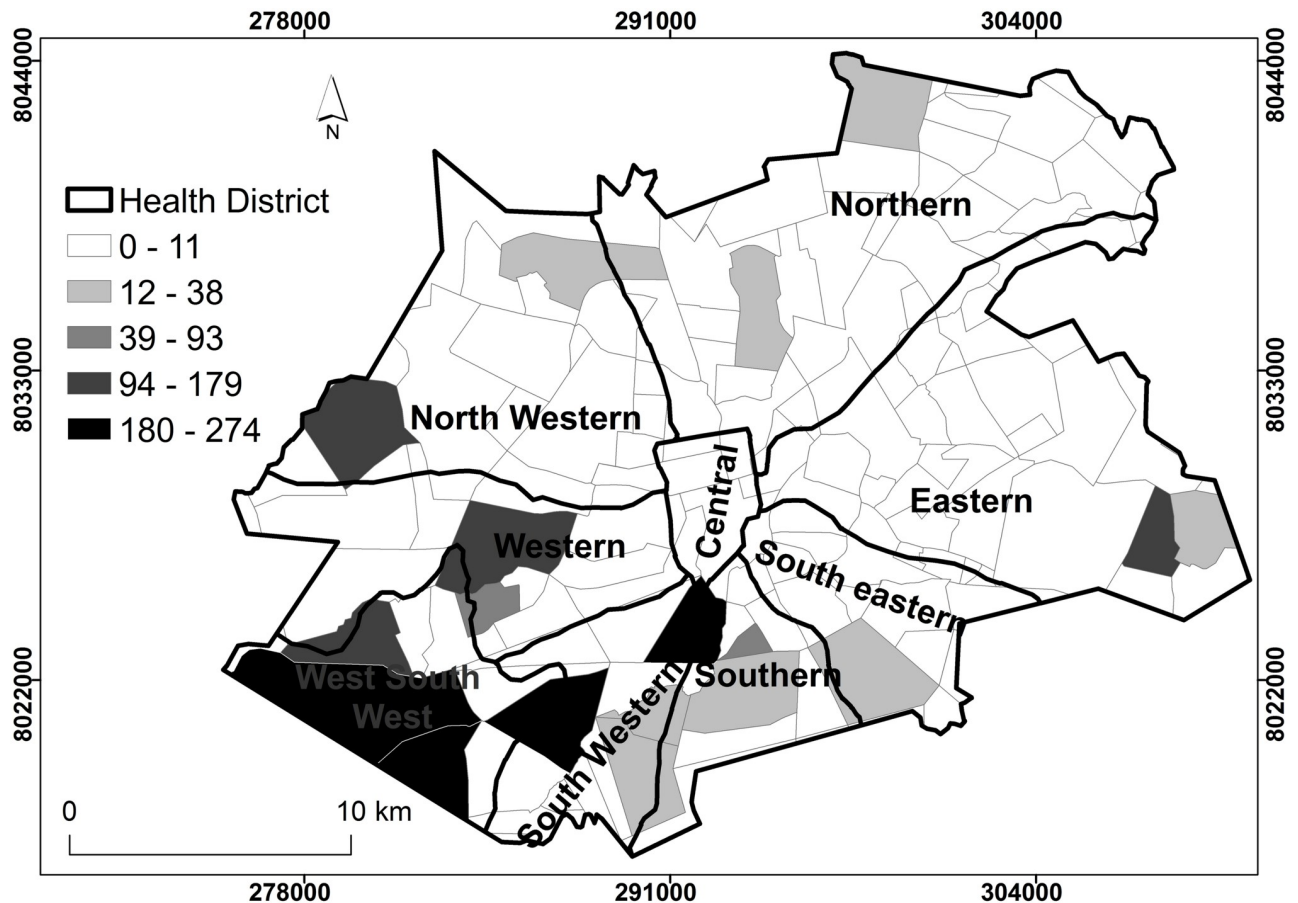 278000
291000
304000
8044000
8044000
N
Health District
0 - 11
12 - 38
39 - 93
94 - 179
180 - 274
Northern
8033000
8033000
North Western
Central
Eastern
Western
South eastern
8022000
8022000
West South
West
Southern
South Western
0
10 km
278000
291000
304000